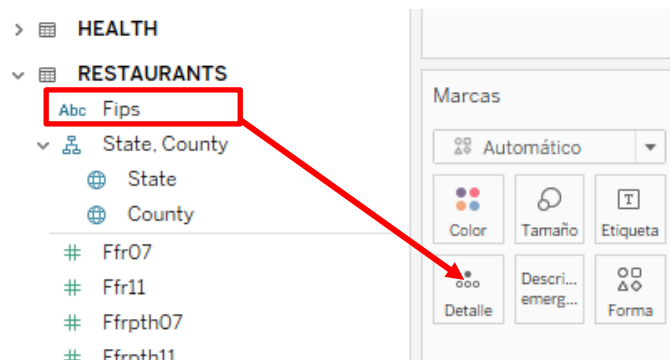 HEALTH
RESTAURANTS
Abc Fips
State, County
State
County
# Ffr07
# Ffr11
# Ffrpth07
# Ffrpth11
Marcas
Automático
Color
Tamaño
T
Etiqueta
Detalle
Descri...
emerg...
Forma